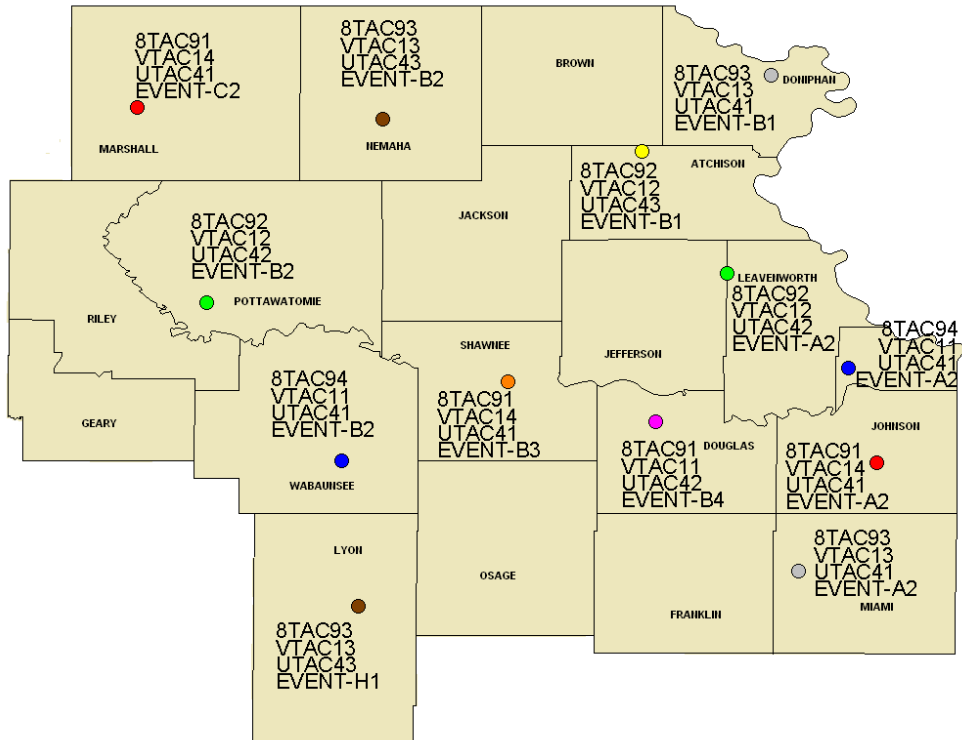 8TAC91
VTAC14
UTAC41
EVENT-C2
MARSHALL
8TAC93
VTAC13
UTAC43
EVENT-B2
NEMAHA
BROWN
8TAC93
VTAC13
UTAC41
EVENT-B1
DONIPHAN
8TAC92
VTAC12
UTAC43
EVENT-B1
ATCHISON
JACKSON
8TAC92
VTAC12
UTAC42
EVENT-B2
POTTAWATOMIE
RILEY
LEAVENWORTH
8TAC92
VTAC12
UTAC42
EVENT-A2
8TAC94
VTAC11
UTAC41
EVENT-A2
SHAWNEE
8TAC91
VTAC14
UTAC41
EVENT-B3
JEFFERSON
GEARY
8TAC94
VTAC11
UTAC41
EVENT-B2
WABAUNSEE
DOUGLAS
8TAC91
VTAC11
UTAC42
EVENT-B4
JOHNSON
8TAC91
VTAC14
UTAC41
EVENT-A2
LYON
8TAC93
VTAC13
UTAC43
EVENT-H1
OSAGE
FRANKLIN
8TAC93
VTAC13
UTAC41
EVENT-A2
MIAMI